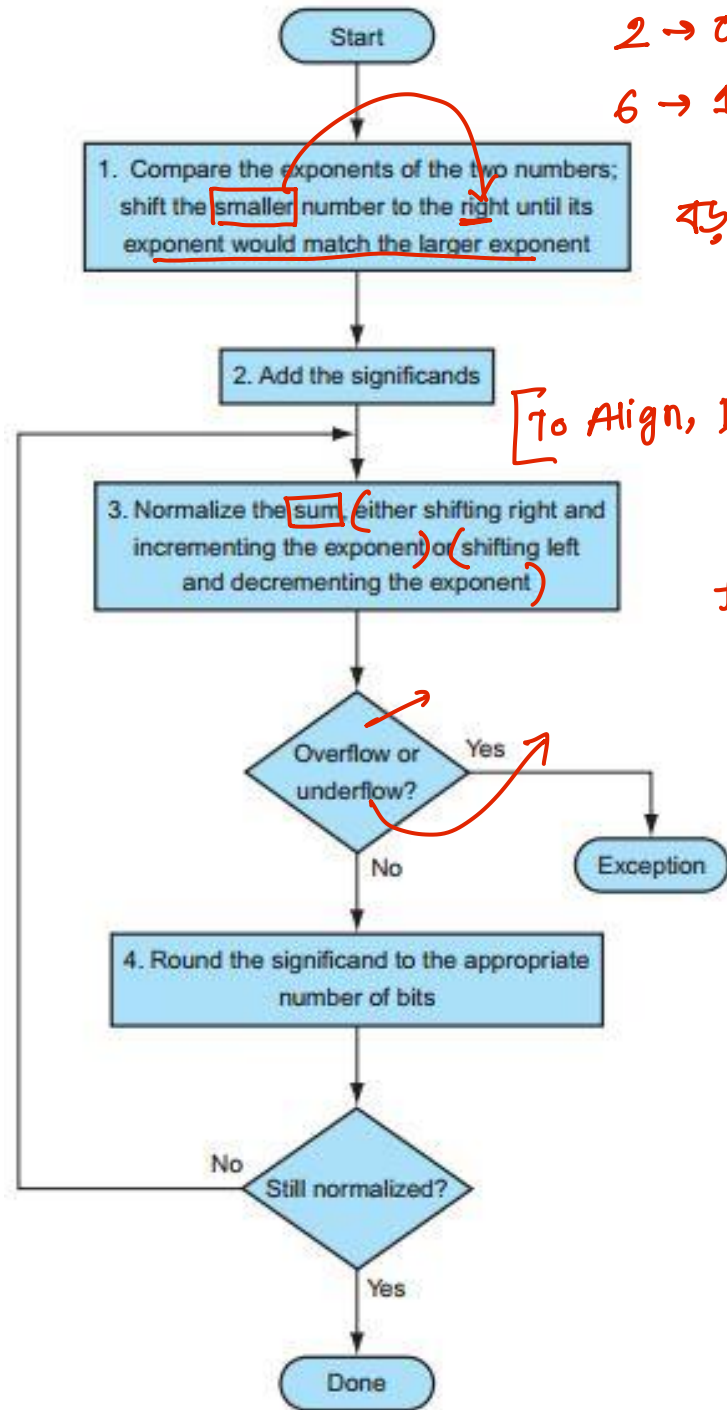 Start
2 →
6 → 1
1. Compare the exponents of the two numbers;
shift the smaller number to the right until its
exponent would match the larger exponent
2. Add the significands
[To Align,
3. Normalize the sum, either shifting right and
incrementing the exponent) or (shifting left
and decrementing the exponent)
Overflow or
underflow?
Yes
No
Exception
4. Round the significand to the appropriate
number of bits
No
Still normalized?
Yes
Done